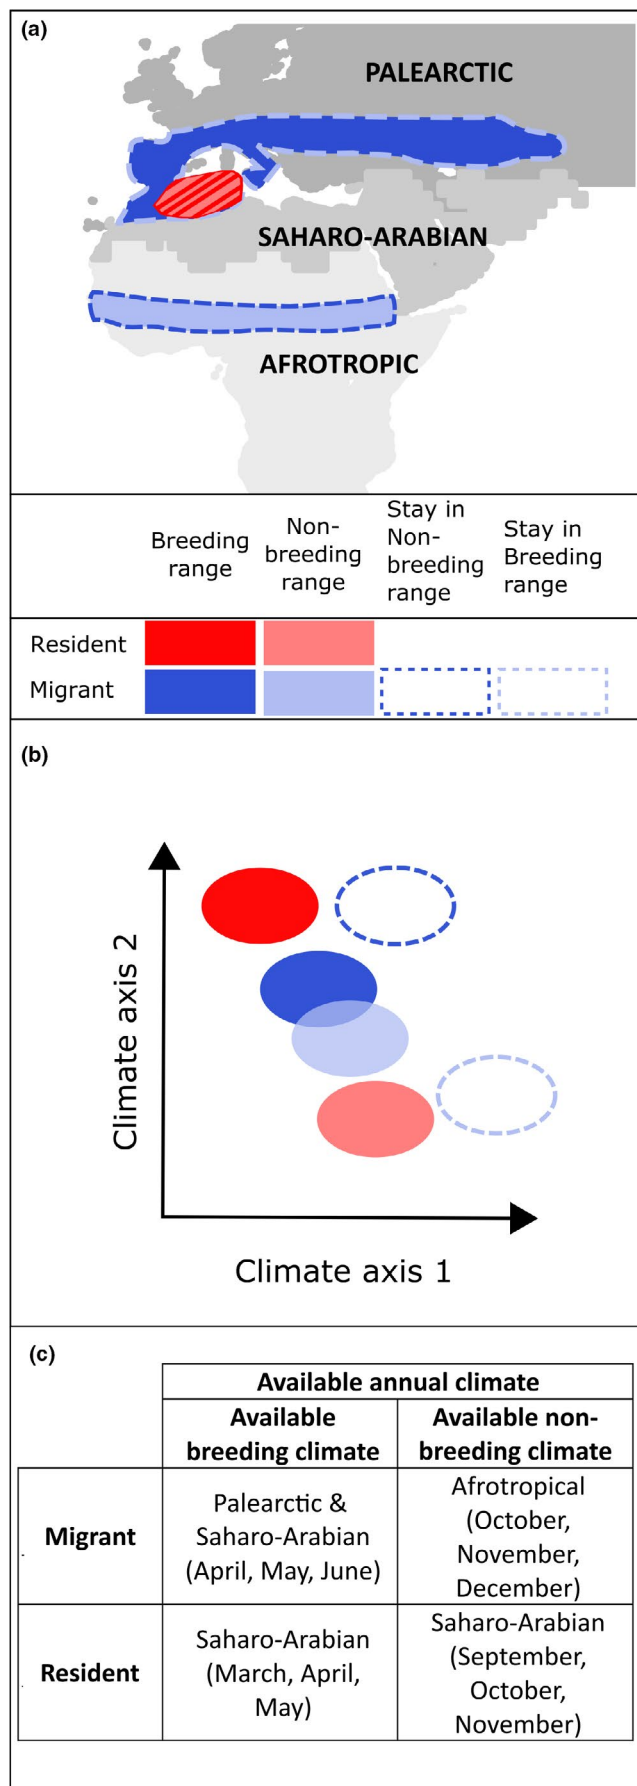 (a)
PALEARCTIC
SAHARO-ARABIAN
AFROTROPIC
Breeding
range
Non-
breeding
range
Stay in
Non-
breeding
range
Stay in
Breeding
range
Resident
Migrant
(b)
Climate axis 2
Climate axis 1
(c)
Available annual climate
Available
breeding climate
Available non-
breeding climate
Migrant
Palearctic &
Saharo-Arabian
(April, May, June)
Afrotropical
(October,
November,
December)
Resident
Saharo-Arabian
(March, April,
May)
Saharo-Arabian
(September,
October,
November)